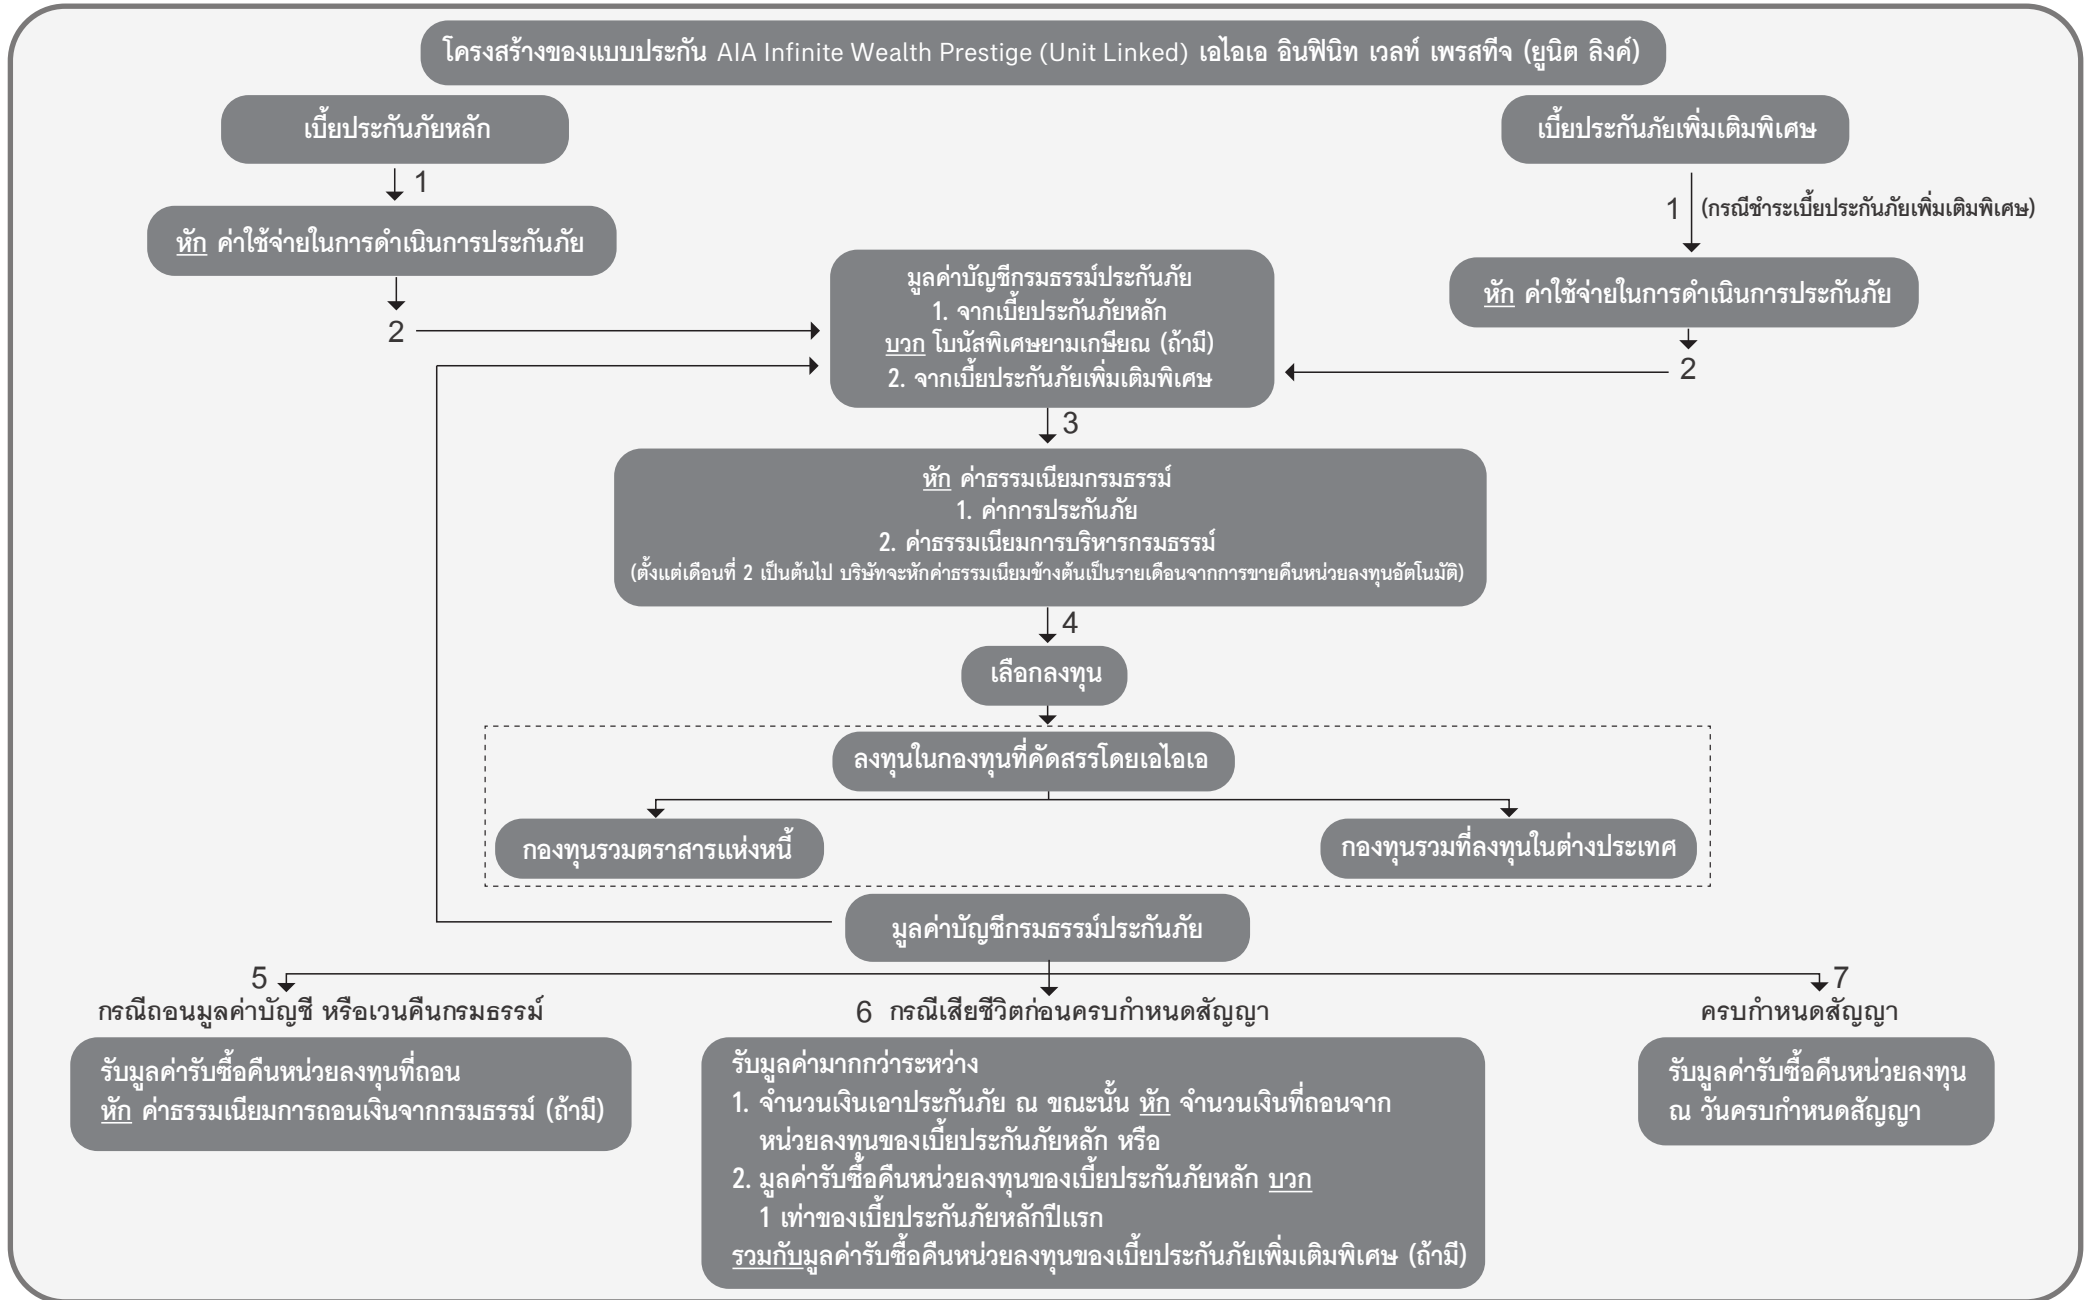 โครงสร้างของแบบประกัน AIA Infinite Wealth Prestige (Unit Linked) เอไอเอ อินฟินิท เวลท์ เพรสทีจ (ยูนิต ลิงค์)
เบี้ยประกันภัยหลัก
เบี้ยประกันภัยเพิ่มเติมพิเศษ
1
1 (กรณีชำระเบี้ยประกันภัยเพิ่มเติมพิเศษ)
หัก ค่าใช้จ่ายในการดำเนินการประกันภัย
หัก ค่าใช้จ่ายในการดำเนินการประกันภัย
2
2
มูลค่าบัญชีกรมธรรม์ประกันภัย
1. จากเบี้ยประกันภัยหลัก
บวก โบนัสพิเศษยามเกษียณ (ถ้ามี)
2. จากเบี้ยประกันภัยเพิ่มเติมพิเศษ
3
หัก ค่าธรรมเนียมกรมธรรม์
1. ค่าการประกันภัย
2. ค่าธรรมเนียมการบริหารกรมธรรม์
(ตั้งแต่เดือนที่ 2 เป็นต้นไป บริษัทจะหักค่าธรรมเนียมข้างต้นเป็นรายเดือนจากการขายคืนหน่วยลงทุนอัตโนมัติ)
4
เลือกลงทุน
ลงทุนในกองทุนที่คัดสรรโดยเอไอเอ
กองทุนรวมตราสารแห่งหนี้
กองทุนรวมที่ลงทุนในต่างประเทศ
มูลค่าบัญชีกรมธรรม์ประกันภัย
5
กรณีถอนมูลค่าบัญชี หรือเวนคืนกรมธรรม์
รับมูลค่ารับซื้อคืนหน่วยลงทุนที่ถอน
หัก ค่าธรรมเนียมการถอนเงินจากกรมธรรม์ (ถ้ามี)
6 กรณีเสียชีวิตก่อนครบกำหนดสัญญา
รับมูลค่ามากกว่าระหว่าง
1. จำนวนเงินเอาประกันภัย ณ ขณะนั้น หัก จำนวนเงินที่ถอนจาก
หน่วยลงทุนของเบี้ยประกันภัยหลัก หรือ
2. มูลค่ารับซื้อคืนหน่วยลงทุนของเบี้ยประกันภัยหลัก บวก
1 เท่าของเบี้ยประกันภัยหลักปีแรก
รวมกับมูลค่ารับซื้อคืนหน่วยลงทุนของเบี้ยประกันภัยเพิ่มเติมพิเศษ (ถ้ามี)
7
ครบกำหนดสัญญา
รับมูลค่ารับซื้อคืนหน่วยลงทุน
ณ วันครบกำหนดสัญญา